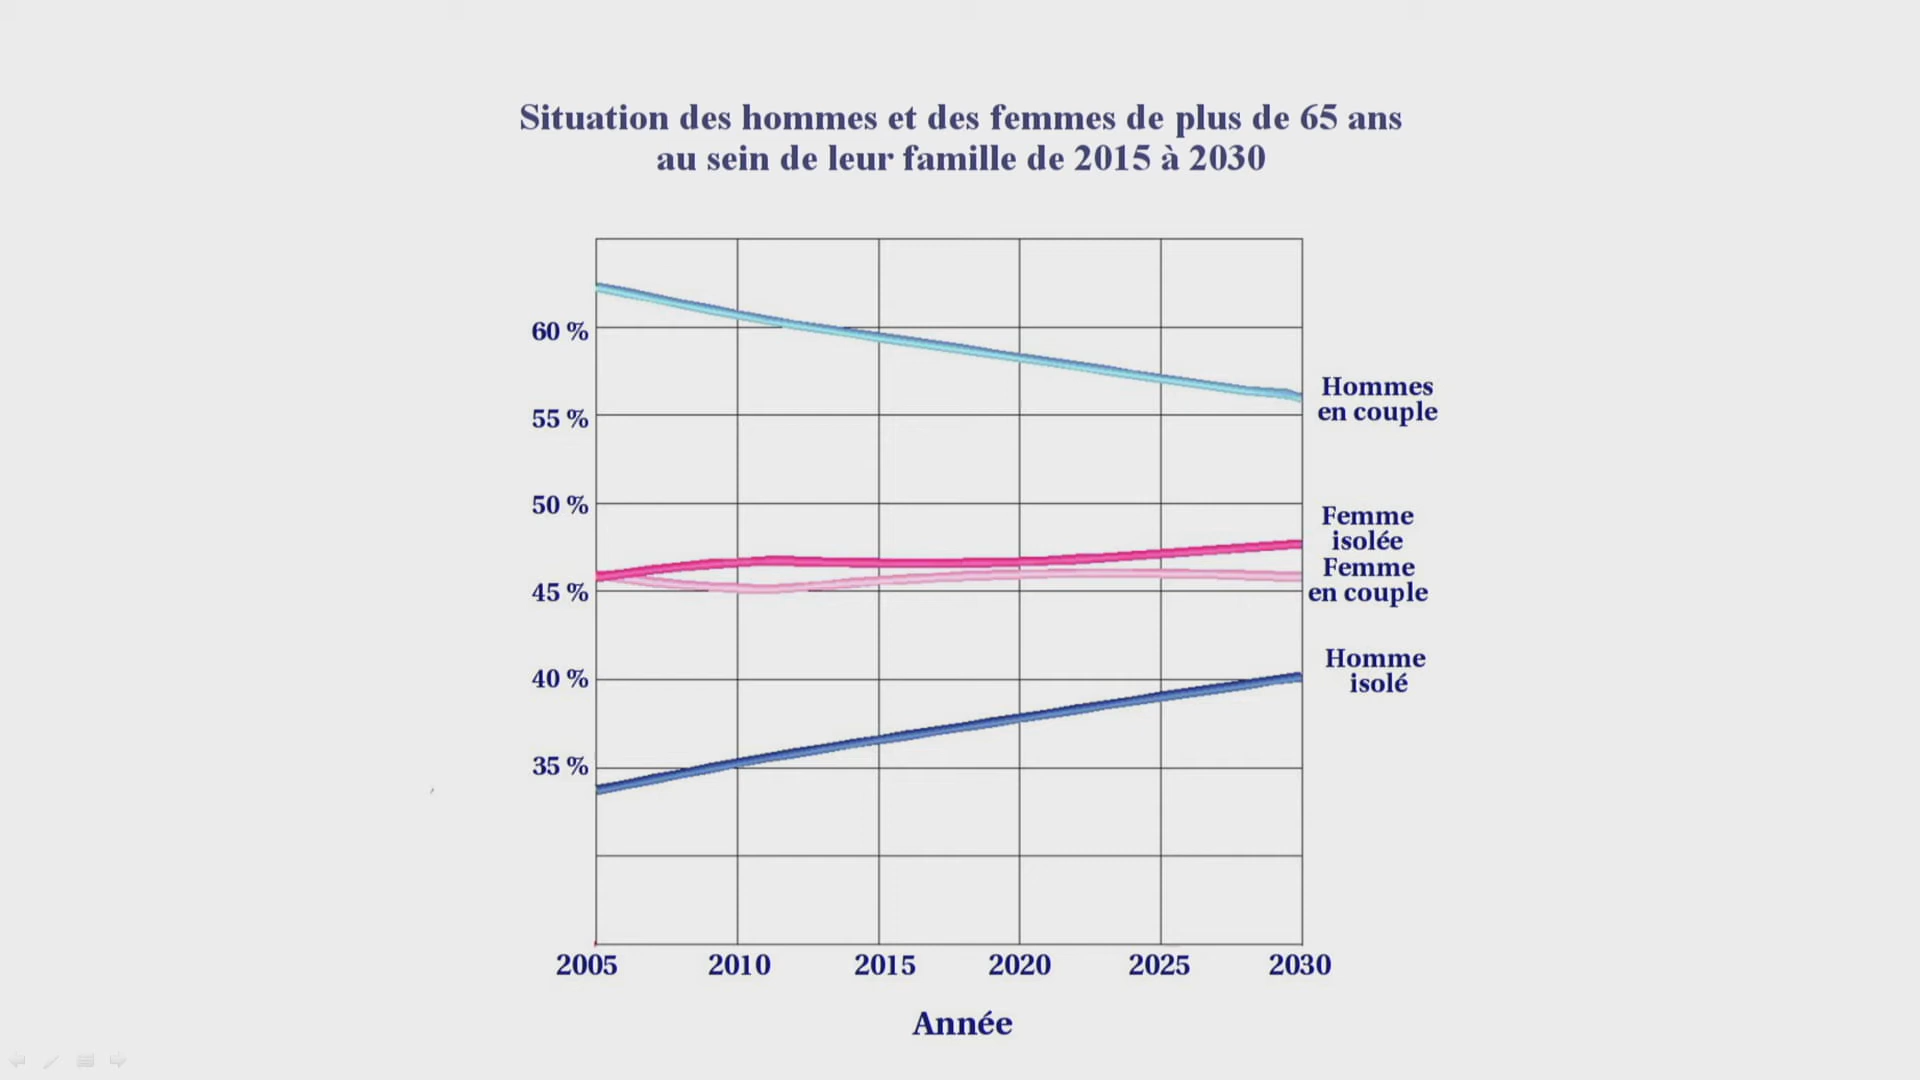 Situation des hommes et des femmes de plus de 65 ans
au sein de leur famille de 2015 à 2030
60 %
55 %
50 %
45 %
40 %
35 %
Hommes
en couple
Femme
isolée
Femme
en couple
Homme
isolé
2005
2010
2015
2020
2025
2030
Année